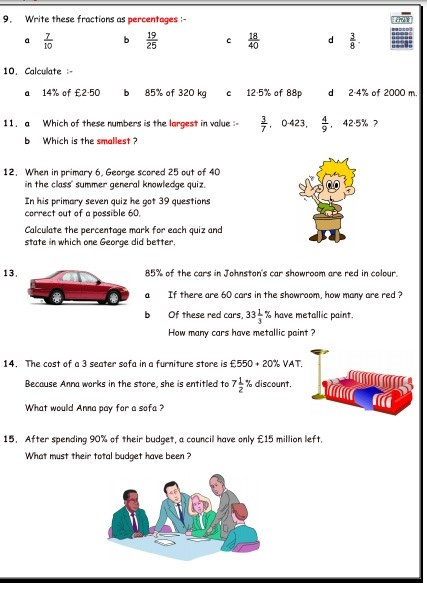 9. Write these fractions as percentages :-
a 7/10 b 19/25 c 18/40 d 3/8 .
10. Calculate :-
a 14% of £2·50 b 85% of 320 kg c 12·5% of 88p d 2·4% of 2000 m.
11. a Which of these numbers is the largest in value :- 3/7 , 0·423, 4/9 , 42·5% ?
b Which is the smallest ?
12. When in primary 6, George scored 25 out of 40
in the class' summer general knowledge quiz.
In his primary seven quiz he got 39 questions
correct out of a possible 60.
Calculate the percentage mark for each quiz and
state in which one George did better.
13. 85% of the cars in Johnston's car showroom are red in colour.
a If there are 60 cars in the showroom, how many are red ?
b Of these red cars, 33 1/3 % have metallic paint.
How many cars have metallic paint ?
14. The cost of a 3 seater sofa in a furniture store is £550 + 20% VAT.
Because Anna works in the store, she is entitled to 7 1/2 % discount.
What would Anna pay for a sofa ?
15. After spending 90% of their budget, a council have only £15 million left.
What must their total budget have been ?